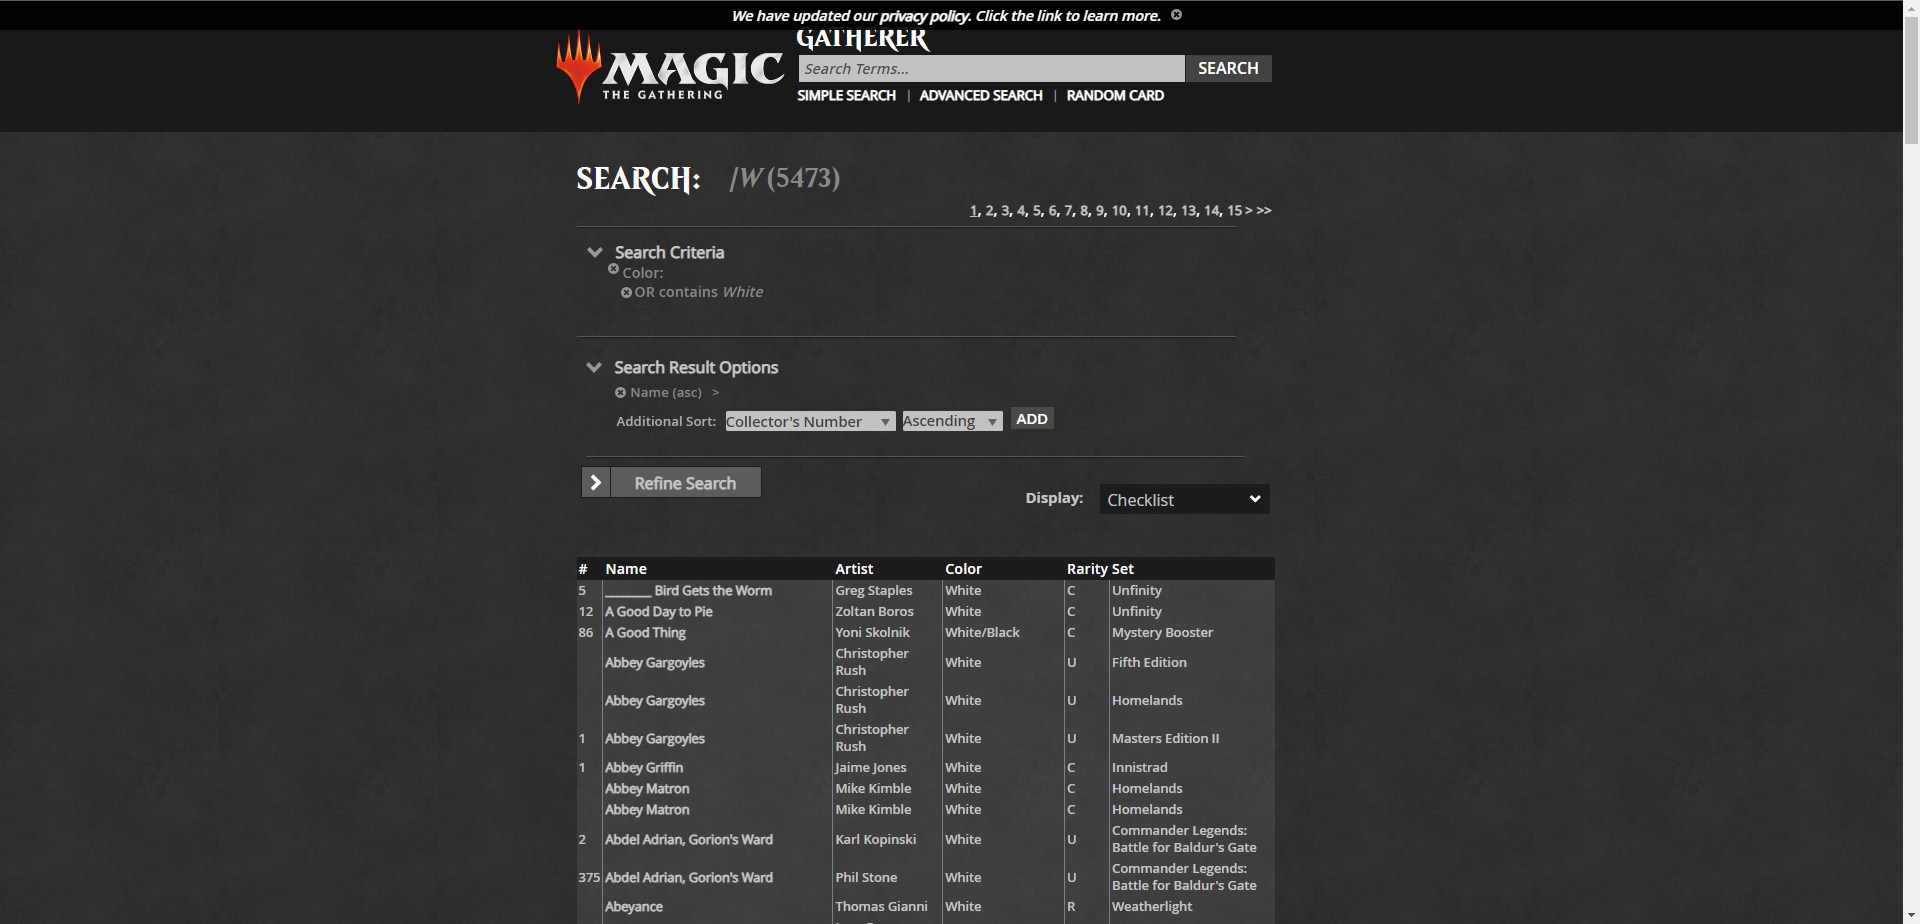 We have updated our privacy policy. Click the link to learn more.
GATHERER
MAGIC
THE GATHERING
Search Terms...
SEARCH
SIMPLE SEARCH | ADVANCED SEARCH | RANDOM CARD
SEARCH: /W (5473)
1, 2, 3, 4, 5, 6, 7, 8, 9, 10, 11, 12, 13, 14, 15 > >>
Search Criteria
Color:
OR contains White
Search Result Options
Name (asc) >
Additional Sort: Collector's Number Ascending ADD
Refine Search
Display: Checklist
# Name Artist Color Rarity Set
5 ________ Bird Gets the Worm Greg Staples White C Unfinity
12 A Good Day to Pie Zoltan Boros White C Unfinity
86 A Good Thing Yoni Skolnik White/Black C Mystery Booster
Abbey Gargoyles Christopher Rush White U Fifth Edition
Abbey Gargoyles Christopher Rush White U Homelands
1 Abbey Gargoyles Christopher Rush White U Masters Edition II
1 Abbey Griffin Jaime Jones White C Innistrad
Abbey Matron Mike Kimble White C Homelands
Abbey Matron Mike Kimble White C Homelands
2 Abdel Adrian, Gorion's Ward Karl Kopinski White U Commander Legends: Battle for Baldur's Gate
375 Abdel Adrian, Gorion's Ward Phil Stone White U Commander Legends: Battle for Baldur's Gate
Abeyance Thomas Gianni White R Weatherlight